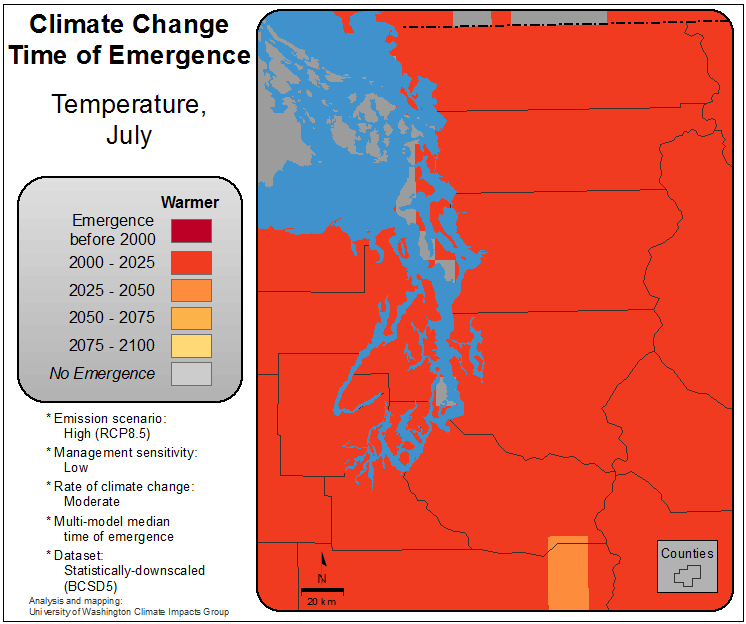 Climate Change
Time of Emergence
Temperature,
July
Warmer
Emergence
before 2000
2000 - 2025
2025 - 2050
2050 - 2075
2075 - 2100
No Emergence
* Emission scenario:
High (RCP8.5)
* Management sensitivity:
Low
* Rate of climate change:
Moderate
* Multi-model median
time of emergence
* Dataset:
Statistically-downscaled
(BCSD5)
Analysis and mapping:
University of Washington Climate Impacts Group
N
20 km
Counties